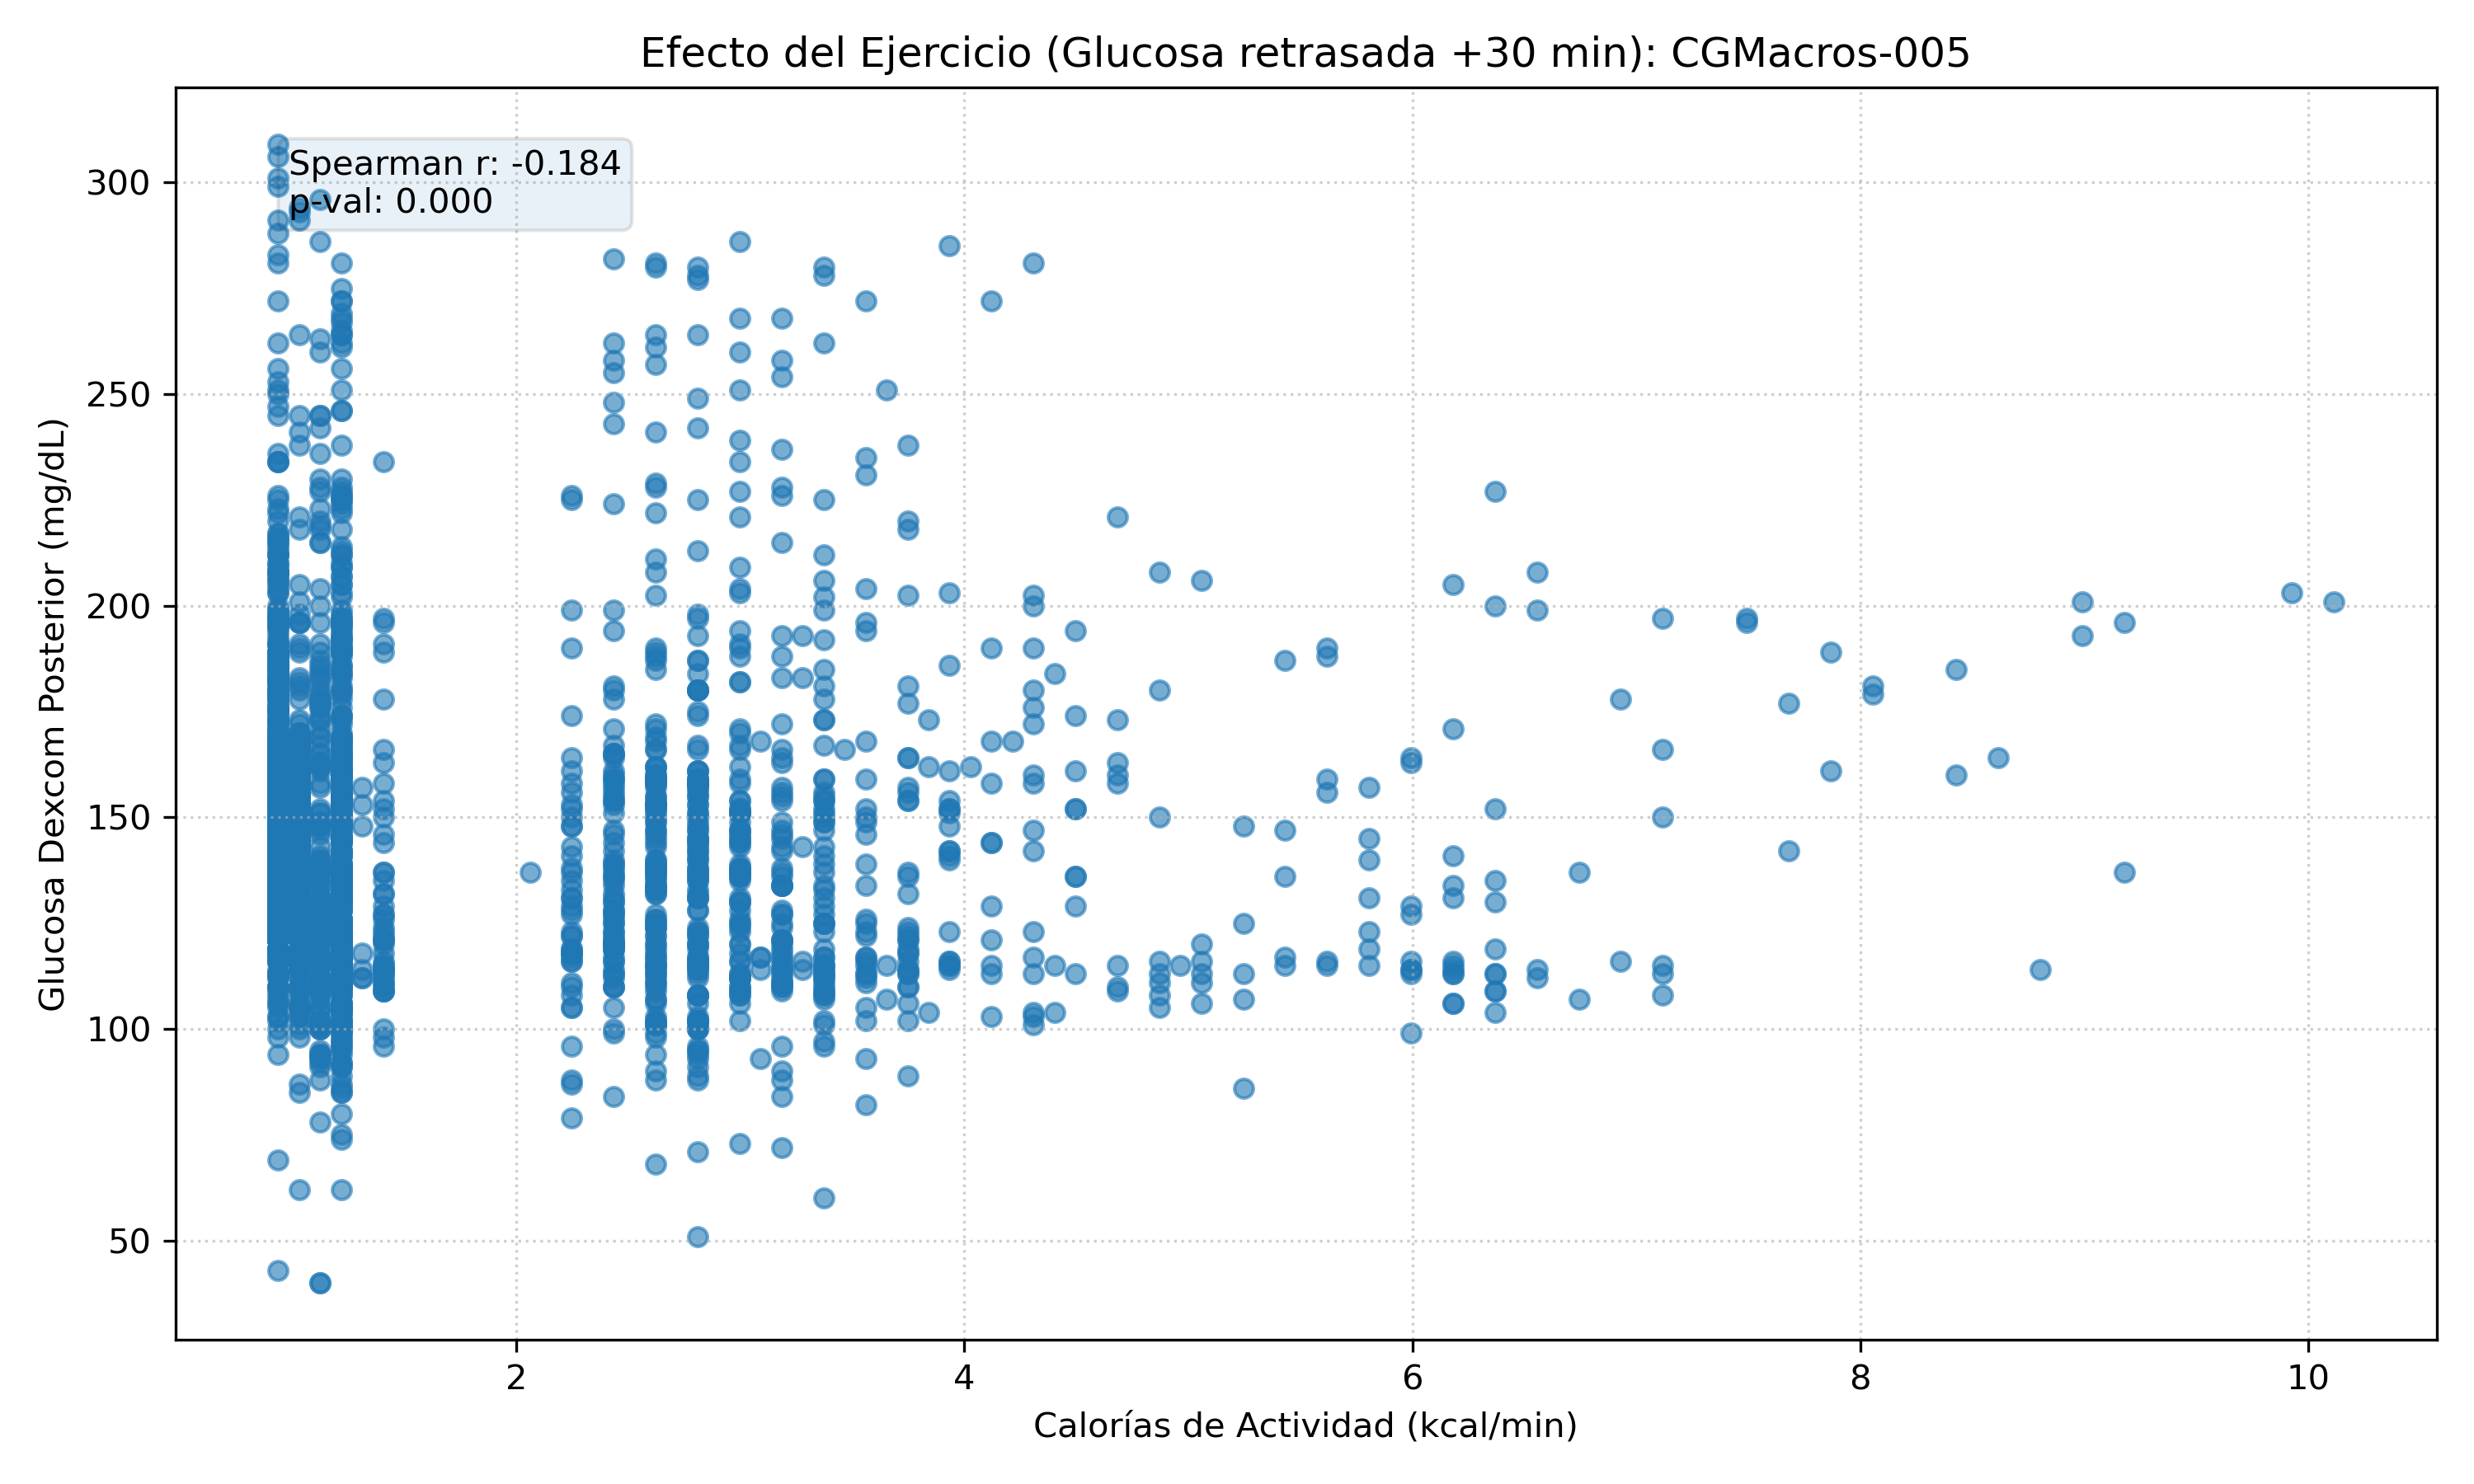 Efecto del Ejercicio (Glucosa retrasada +30 min): CGMacros-005
Spearman r: -0.184
p-val: 0.000
300
250
200
150
100
50
Glucosa Dexcom Posterior (mg/dL)
2
4
6
8
10
Calorías de Actividad (kcal/min)